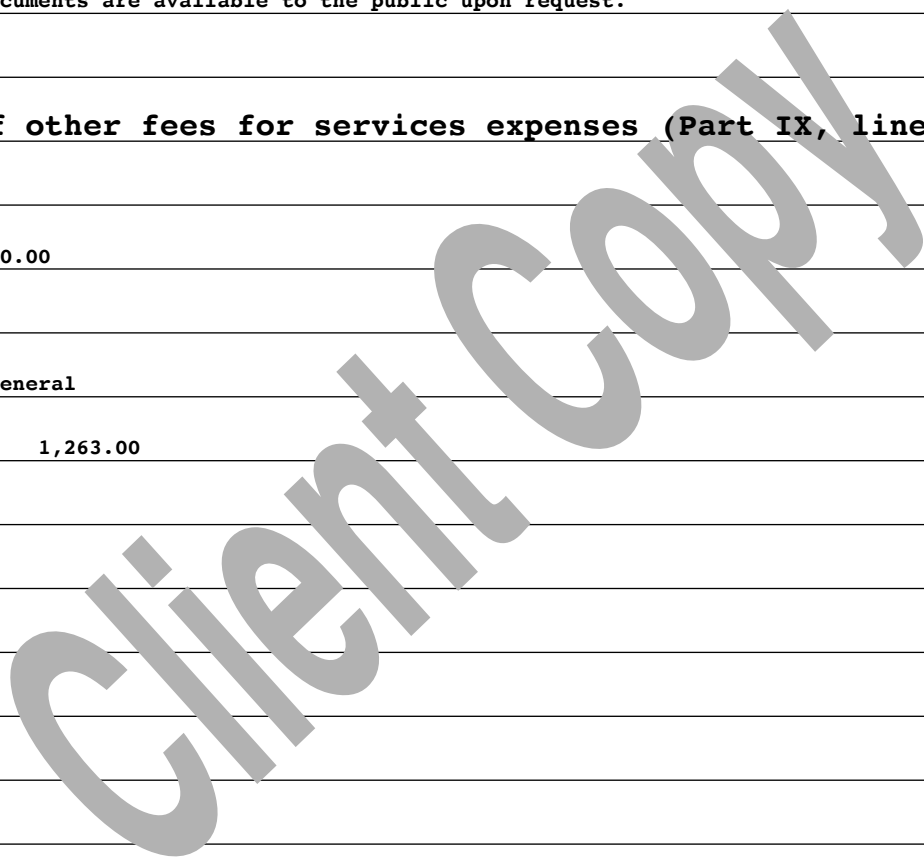 cuments are available to the public upon request.
f other fees for services expenses (Part IX, line
0.00
eneral
1,263.00
Client Copy